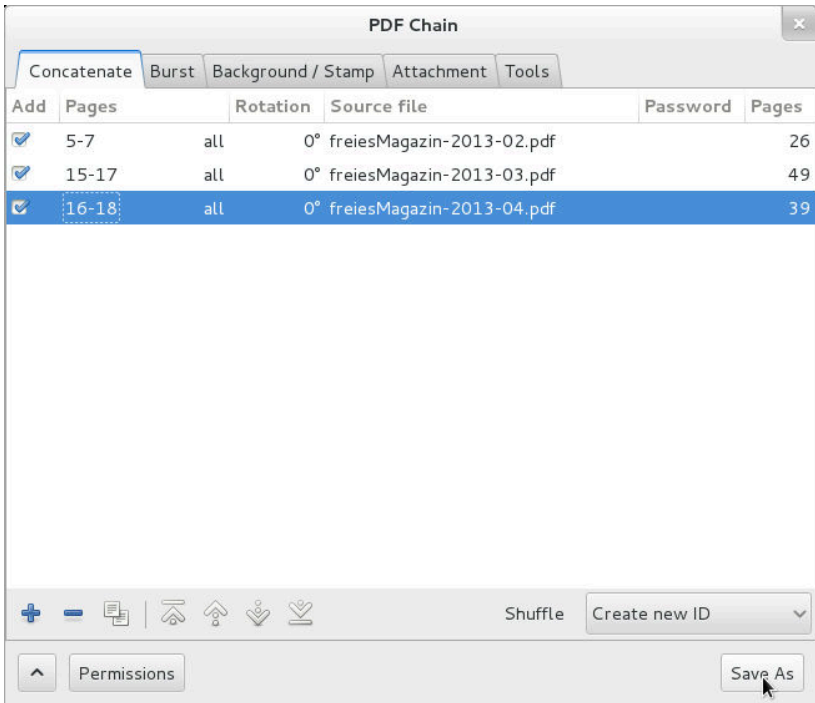 PDF Chain
Concatenate Burst Background / Stamp Attachment Tools
Add Pages Rotation Source file Password Pages
5-7 all 0° freiesMagazin-2013-02.pdf 26
15-17 all 0° freiesMagazin-2013-03.pdf 49
16-18 all 0° freiesMagazin-2013-04.pdf 39
Shuffle Create new ID
Permissions Save As